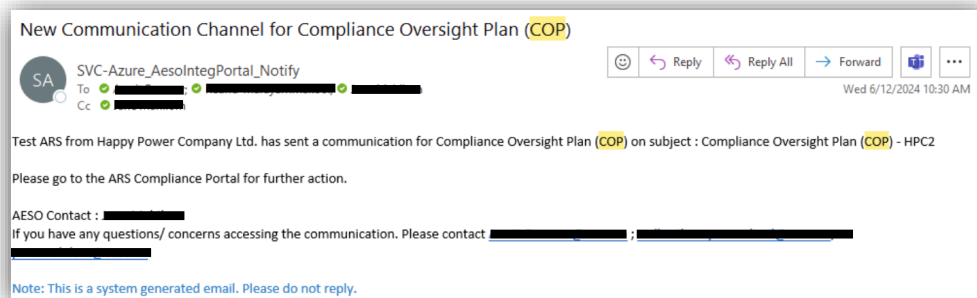 New Communication Channel for Compliance Oversight Plan (COP)
SA
SVC-Azure_AesoIntegPortal_Notify
Reply
Reply All
Forward
To
Cc
Wed 6/12/2024 10:30 AM
Test ARS from Happy Power Company Ltd. has sent a communication for Compliance Oversight Plan (COP) on subject : Compliance Oversight Plan (COP) - HPC2
Please go to the ARS Compliance Portal for further action.
AESO Contact :
If you have any questions/ concerns accessing the communication. Please contact ;
Note: This is a system generated email. Please do not reply.